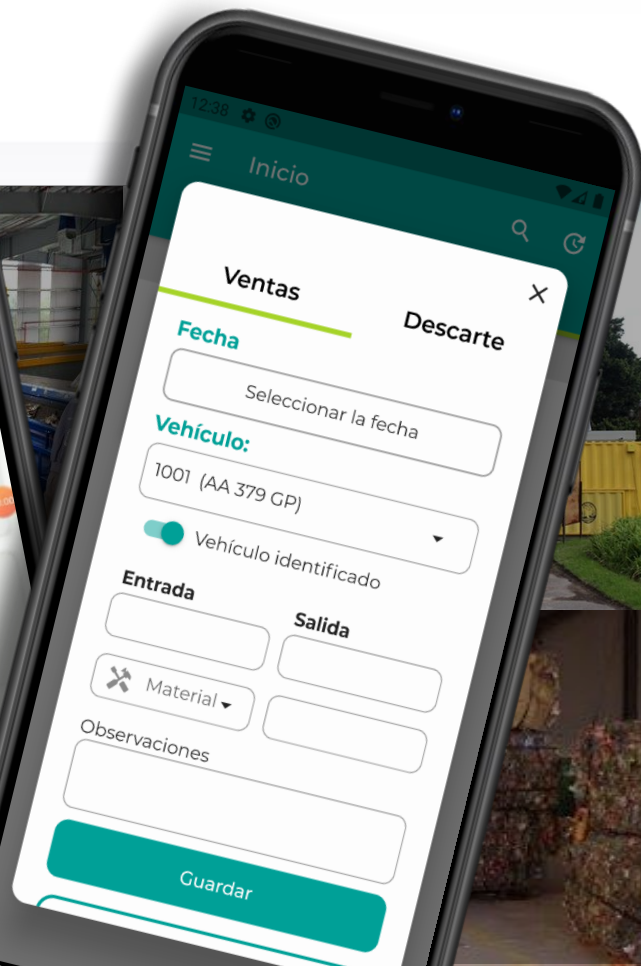 12:38
Inicio
Ventas
Descarte
Fecha
Seleccionar la fecha
Vehículo:
1001 (AA 379 GP)
Vehículo identificado
Entrada
Salida
Material
Observaciones
Guardar